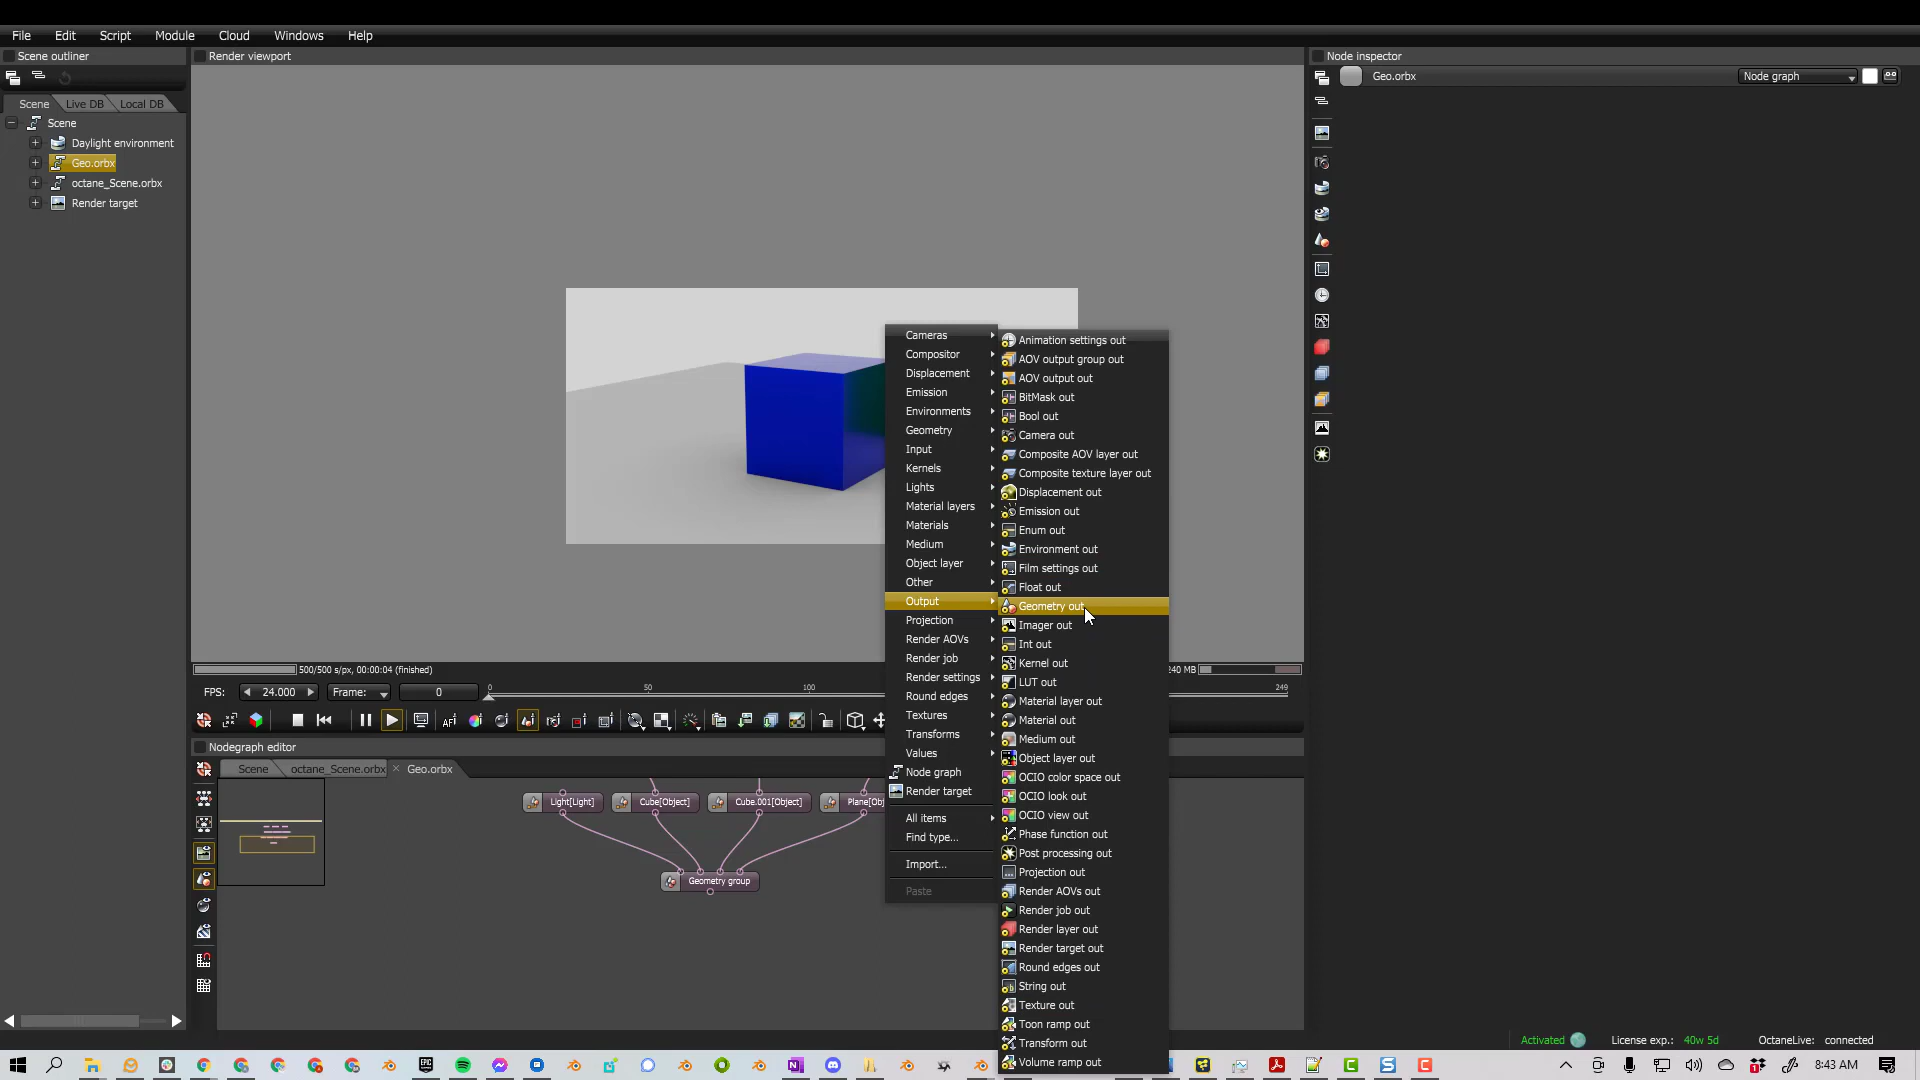 File Edit Script Module Cloud Windows Help
Scene outliner
Render viewport
Node inspector
Geo.orbx
Node graph
Scene Live DB Local DB
Scene
Daylight environment
Geo.orbx
octane_Scene.orbx
Render target
Cameras
Compositor
Displacement
Emission
Environments
Geometry
Input
Kernels
Lights
Material layers
Materials
Medium
Object layer
Other
Output
Projection
Render AOVs
Render job
Render settings
Round edges
Textures
Transforms
Values
Node graph
Render target
All items
Find type...
Import...
Paste
Animation settings out
AOV output group out
AOV output out
BitMask out
Bool out
Camera out
Composite AOV layer out
Composite texture layer out
Displacement out
Emission out
Enum out
Environment out
Film settings out
Float out
Geometry out
Imager out
Int out
Kernel out
LUT out
Material layer out
Material out
Medium out
Object layer out
OCIO color space out
OCIO look out
OCIO view out
Phase function out
Post processing out
Projection out
Render AOVs out
Render job out
Render layer out
Render target out
Round edges out
String out
Texture out
Toon ramp out
Transform out
Volume ramp out
500/500 s/px, 00:00:04 (finished)
240 MB
FPS: 24.000 Frame: 0 0 50 100 249
Nodegraph editor
Scene octane_Scene.orbx Geo.orbx
Light[Light] Cube[Object] Cube.001[Object] Plane[Obj
Geometry group
Activated License exp.: 40w 5d OctaneLive: connected
8:43 AM